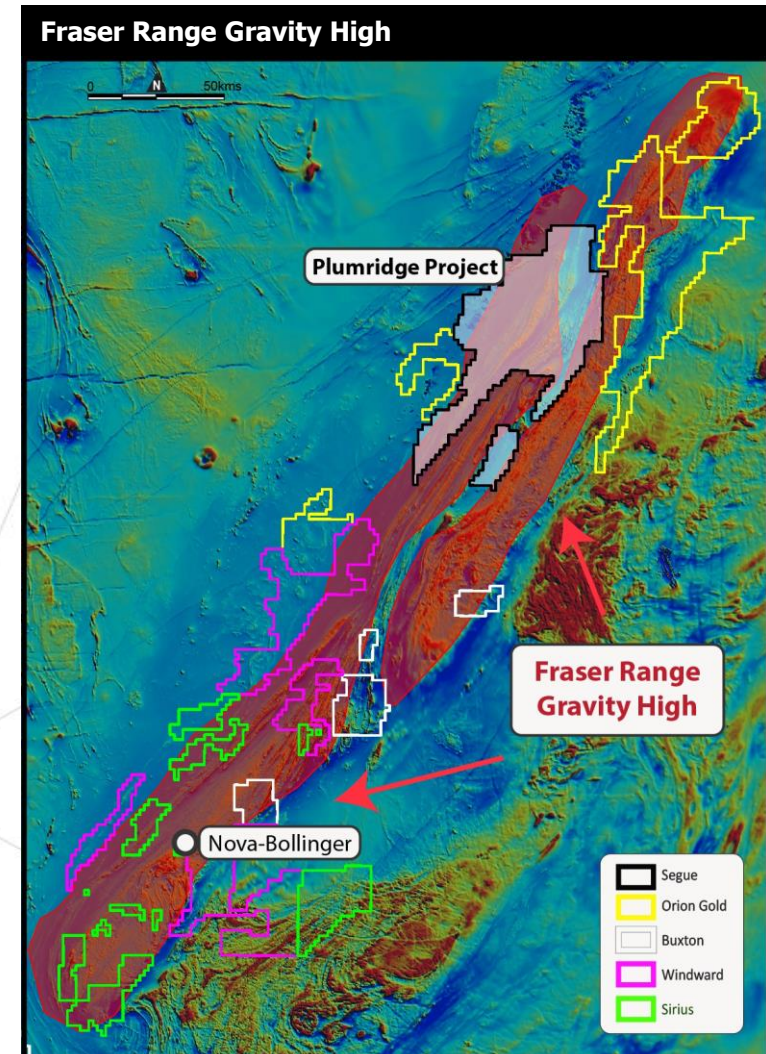 Fraser Range Gravity High
0
N
50kms
Plumridge Project
Fraser Range
Gravity High
Nova-Bollinger
Segue
Orion Gold
Buxton
Windward
Sirius